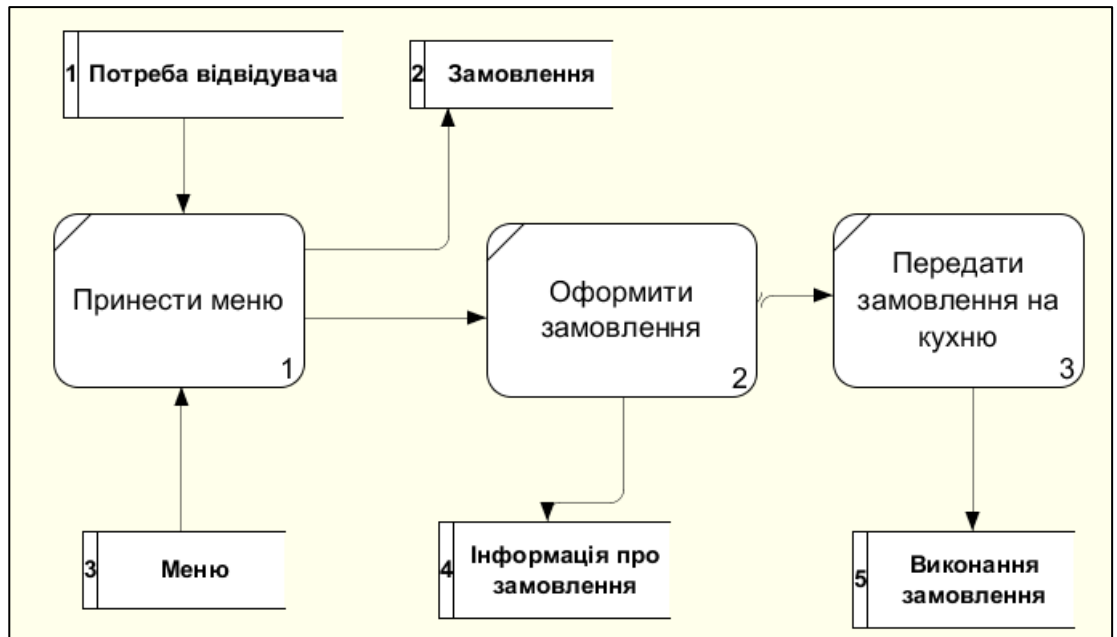 1 Потреба відвідувача
2 Замовлення
Принести меню
1
Оформити
замовлення
2
Передати
замовлення на
кухню
3
3 Меню
4 Інформація про
замовлення
5 Виконання
замовлення